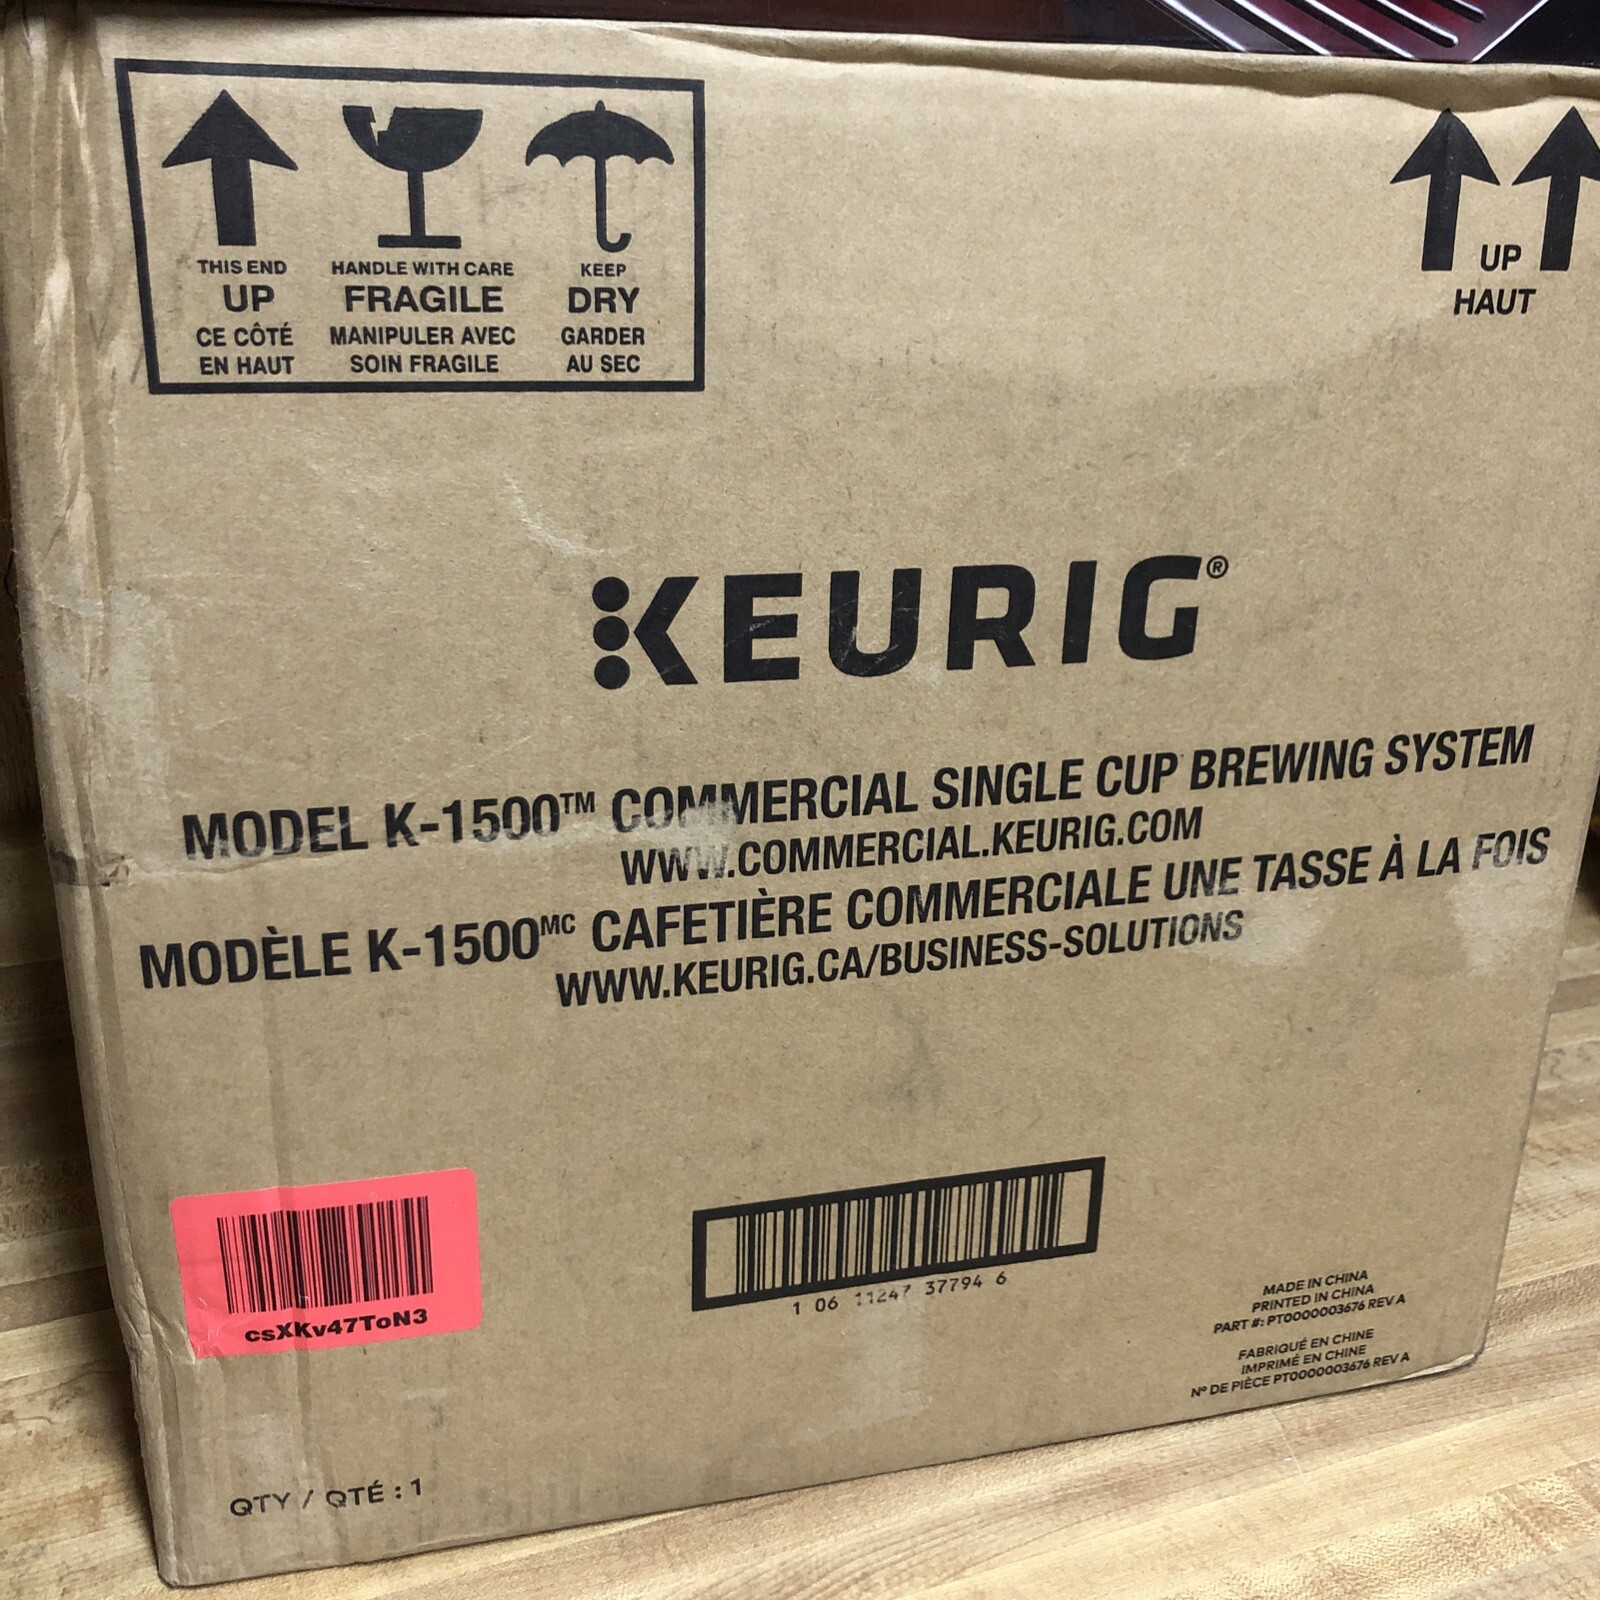 THIS END
UP
CE CÔTÉ
EN HAUT
HANDLE WITH CARE
FRAGILE
MANIPULER AVEC
SOIN FRAGILE
KEEP
DRY
GARDER
AU SEC
UP
HAUT
KEURIG®
MODEL K-1500™ COMMERCIAL SINGLE CUP BREWING SYSTEM
WWW.COMMERCIAL.KEURIG.COM
MODÈLE K-1500ᴹᶜ CAFETIÈRE COMMERCIALE UNE TASSE À LA FOIS
WWW.KEURIG.CA/BUSINESS-SOLUTIONS
csXKv47ToN3
1 06 11247 37794 6
MADE IN CHINA
PRINTED IN CHINA
PART #: PT0000003676 REV A
FABRIQUÉ EN CHINE
IMPRIMÉ EN CHINE
Nº DE PIÈCE PT0000003676 REV A
QTY / QTÉ : 1